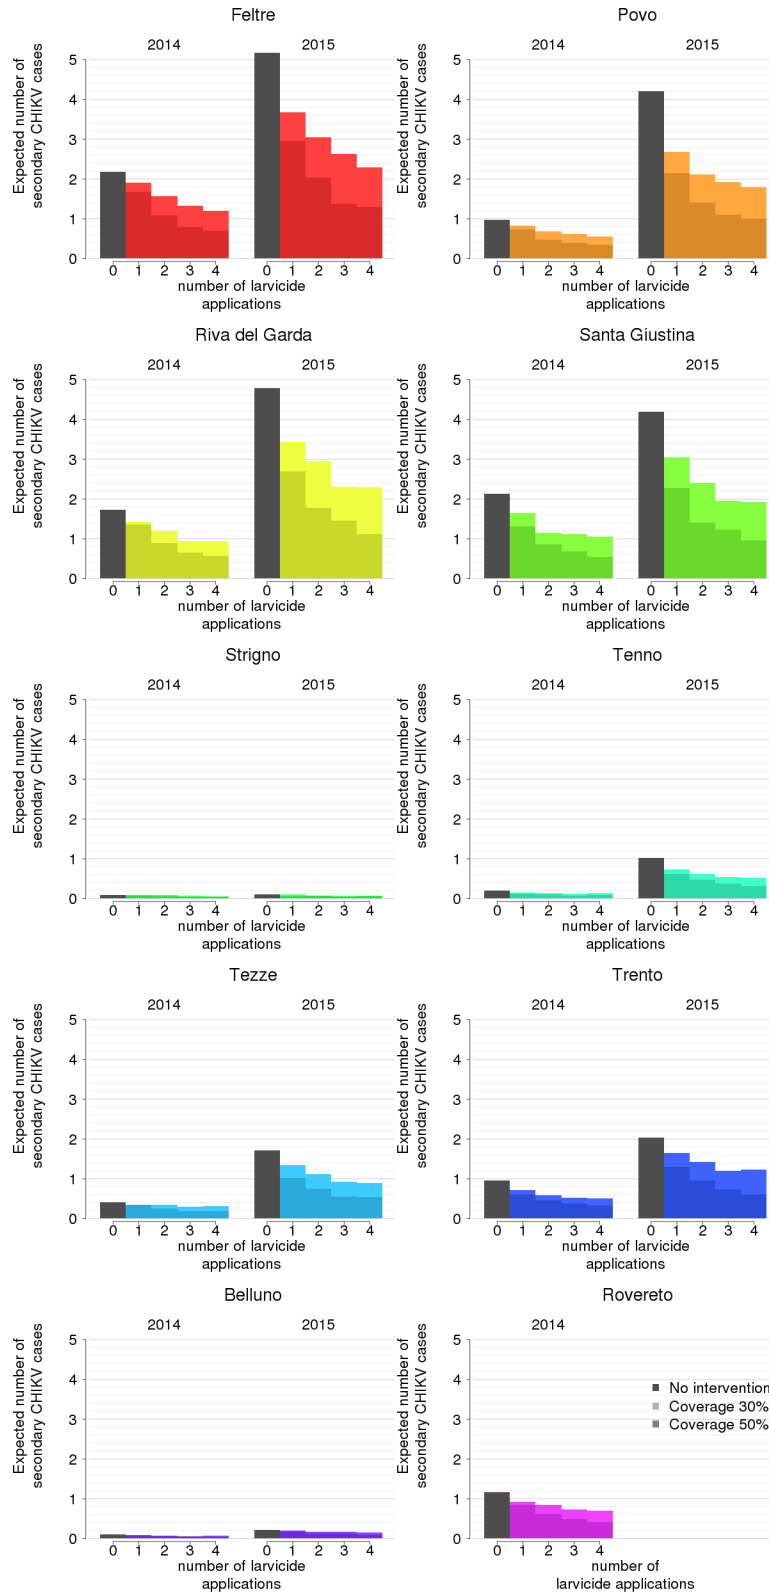 Feltre
2014 2015
Expected number of
secondary CHIKV cases
5
4
3
2
1
0
0 1 2 3 4 0 1 2 3 4
number of larvicide
applications
Povo
2014 2015
Expected number of
secondary CHIKV cases
5
4
3
2
1
0
0 1 2 3 4 0 1 2 3 4
number of larvicide
applications
Riva del Garda
2014 2015
Expected number of
secondary CHIKV cases
5
4
3
2
1
0
0 1 2 3 4 0 1 2 3 4
number of larvicide
applications
Santa Giustina
2014 2015
Expected number of
secondary CHIKV cases
5
4
3
2
1
0
0 1 2 3 4 0 1 2 3 4
number of larvicide
applications
Strigno
2014 2015
Expected number of
secondary CHIKV cases
5
4
3
2
1
0
0 1 2 3 4 0 1 2 3 4
number of larvicide
applications
Tenno
2014 2015
Expected number of
secondary CHIKV cases
5
4
3
2
1
0
0 1 2 3 4 0 1 2 3 4
number of larvicide
applications
Tezze
2014 2015
Expected number of
secondary CHIKV cases
5
4
3
2
1
0
0 1 2 3 4 0 1 2 3 4
number of larvicide
applications
Trento
2014 2015
Expected number of
secondary CHIKV cases
5
4
3
2
1
0
0 1 2 3 4 0 1 2 3 4
number of larvicide
applications
Belluno
2014 2015
Expected number of
secondary CHIKV cases
5
4
3
2
1
0
0 1 2 3 4 0 1 2 3 4
number of larvicide
applications
Rovereto
2014
Expected number of
secondary CHIKV cases
5
4
3
2
1
0
0 1 2 3 4
number of
larvicide applications
No intervention
Coverage 30%
Coverage 50%